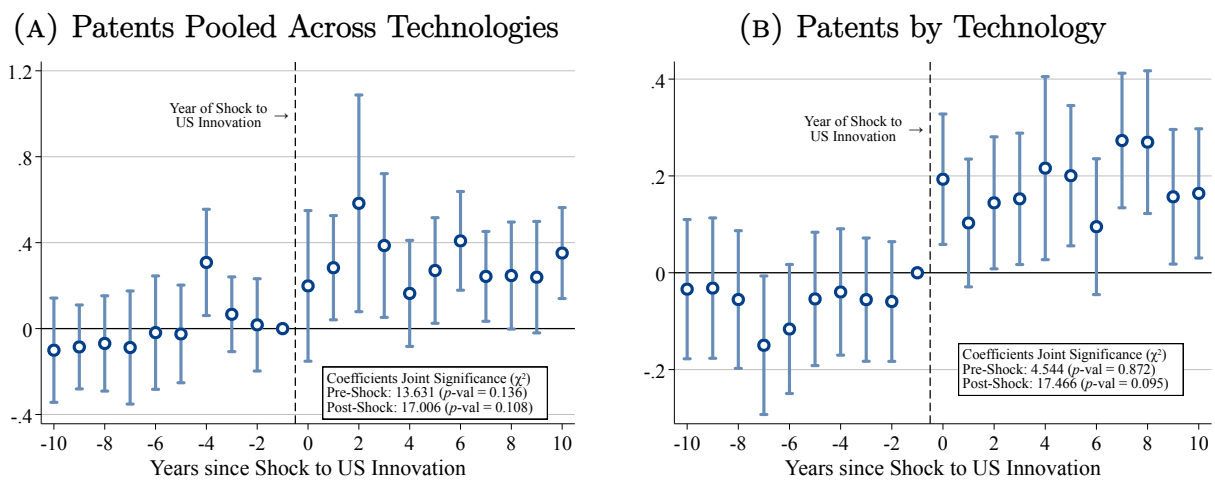 (A) Patents Pooled Across Technologies
1.2
.8
.4
0
-.4
Year of Shock to
US Innovation →
Coefficients Joint Significance (χ²)
Pre-Shock: 13.631 (p-val = 0.136)
Post-Shock: 17.006 (p-val = 0.108)
-10 -8 -6 -4 -2 0 2 4 6 8 10
Years since Shock to US Innovation
(B) Patents by Technology
.4
.2
0
-.2
Year of Shock to
US Innovation →
Coefficients Joint Significance (χ²)
Pre-Shock: 4.544 (p-val = 0.872)
Post-Shock: 17.466 (p-val = 0.095)
-10 -8 -6 -4 -2 0 2 4 6 8 10
Years since Shock to US Innovation